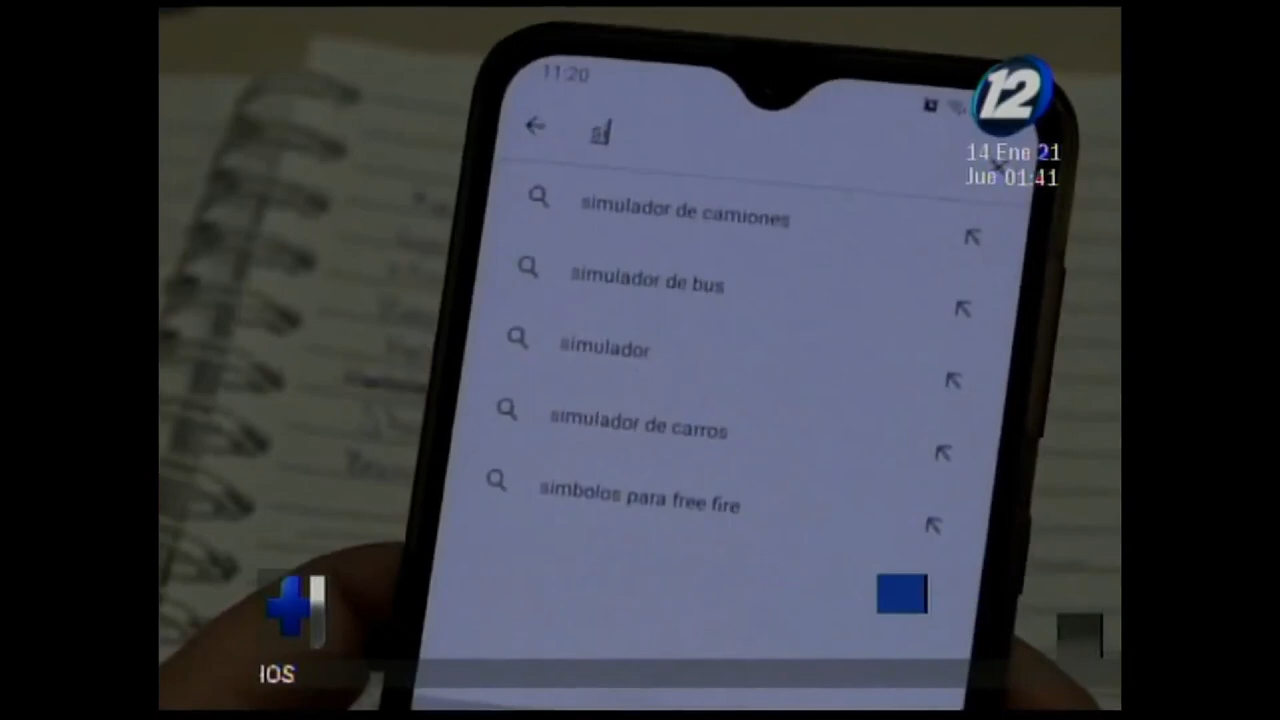 11:20
12
si
14 Ene 21
Jue 01:41
simulador de camiones
simulador de bus
simulador
simulador de carros
simbolos para free fire
IOS